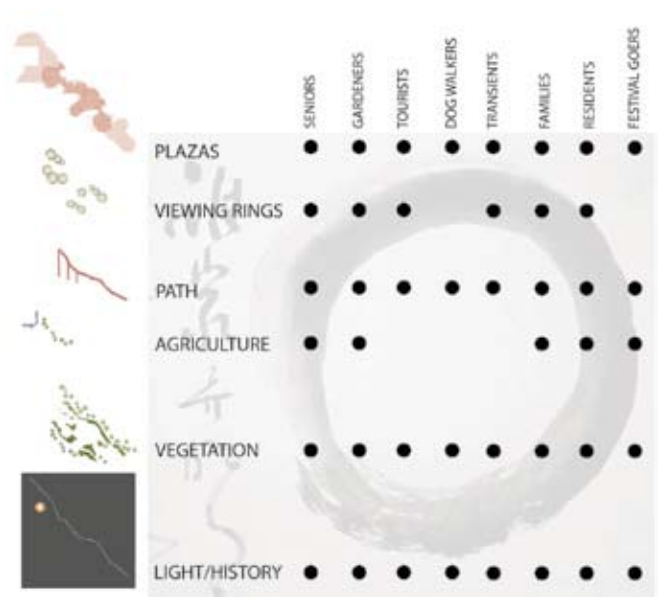 SENIORS
GARDENERS
TOURISTS
DOG WALKERS
TRANSIENTS
FAMILIES
RESIDENTS
FESTIVAL GOERS
PLAZAS
VIEWING RINGS
PATH
AGRICULTURE
VEGETATION
LIGHT/HISTORY